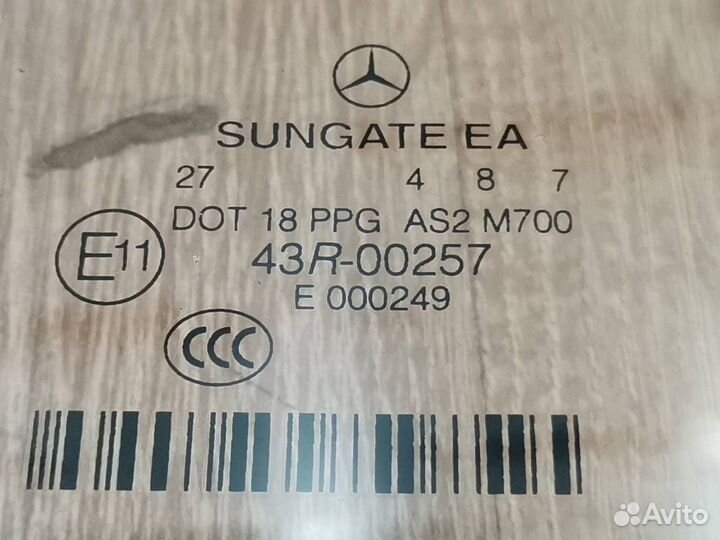 SUNGATE EA
27 4 8 7
DOT 18 PPG AS2 M700
E11
43R-00257
E 000249
CCC
Avito